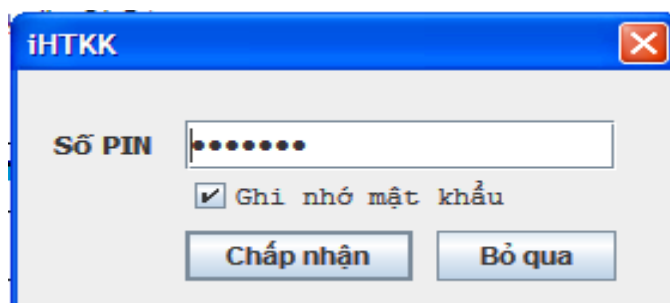 iHTKK
Số PIN •••••••
Ghi nhớ mật khẩu
Chấp nhận Bỏ qua